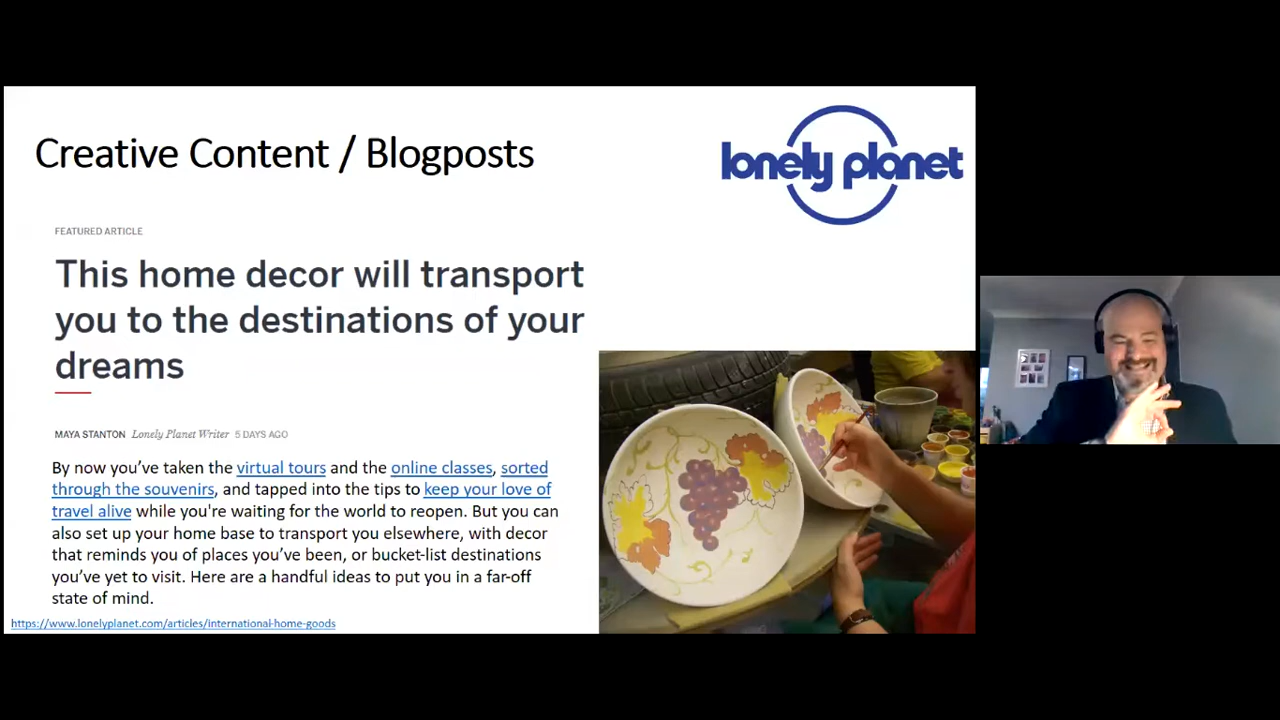 Creative Content / Blogposts
lonely planet
FEATURED ARTICLE
This home decor will transport
you to the destinations of your
dreams
MAYA STANTON Lonely Planet Writer 5 DAYS AGO
By now you've taken the virtual tours and the online classes, sorted
through the souvenirs, and tapped into the tips to keep your love of
travel alive while you're waiting for the world to reopen. But you can
also set up your home base to transport you elsewhere, with decor
that reminds you of places you've been, or bucket-list destinations
you've yet to visit. Here are a handful ideas to put you in a far-off
state of mind.
https://www.lonelyplanet.com/articles/international-home-goods